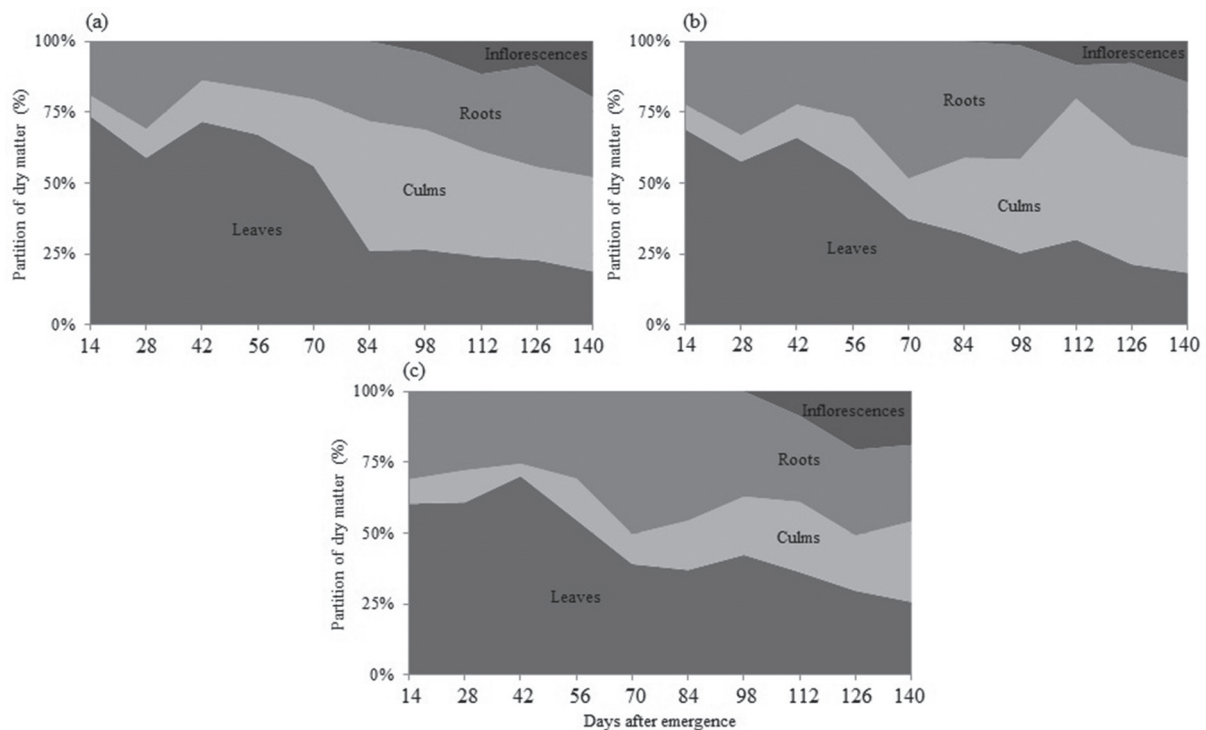 (a)
Partition of dry matter (%)
100%
75%
50%
25%
0%
Inflorescences
Roots
Culms
Leaves
14 28 42 56 70 84 98 112 126 140
(b)
Partition of dry matter (%)
100%
75%
50%
25%
0%
Inflorescences
Roots
Culms
Leaves
14 28 42 56 70 84 98 112 126 140
(c)
Partition of dry matter (%)
100%
75%
50%
25%
0%
Inflorescences
Roots
Culms
Leaves
14 28 42 56 70 84 98 112 126 140
Days after emergence